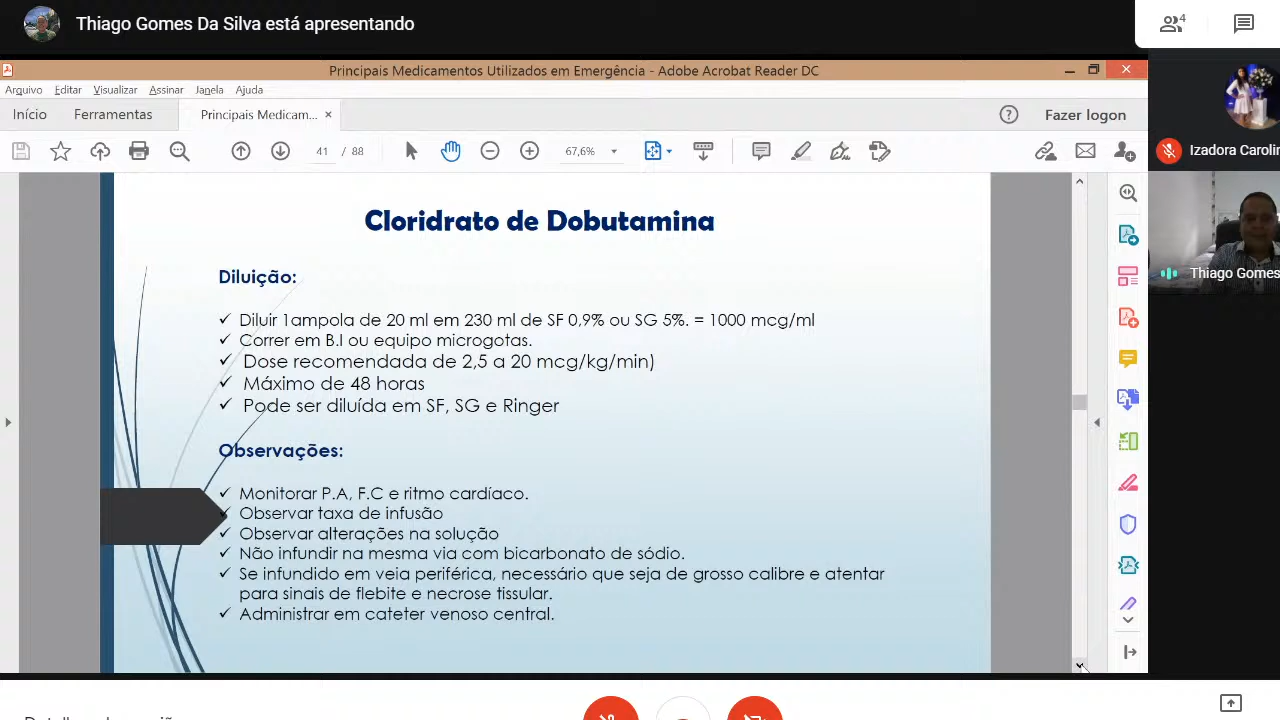 Thiago Gomes Da Silva está apresentando
4
Principais Medicamentos Utilizados em Emergência - Adobe Acrobat Reader DC
Arquivo Editar Visualizar Assinar Janela Ajuda
Início Ferramentas Principais Medicam... × Fazer logon
41 / 88 67,6%
Izadora Carolin
Thiago Gomes
Cloridrato de Dobutamina
Diluição:
✓ Diluir 1ampola de 20 ml em 230 ml de SF 0,9% ou SG 5%. = 1000 mcg/ml
✓ Correr em B.I ou equipo microgotas.
✓ Dose recomendada de 2,5 a 20 mcg/kg/min)
✓ Máximo de 48 horas
✓ Pode ser diluída em SF, SG e Ringer
Observações:
✓ Monitorar P.A, F.C e ritmo cardíaco.
✓ Observar taxa de infusão
✓ Observar alterações na solução
✓ Não infundir na mesma via com bicarbonato de sódio.
✓ Se infundido em veia periférica, necessário que seja de grosso calibre e atentar
para sinais de flebite e necrose tissular.
✓ Administrar em cateter venoso central.